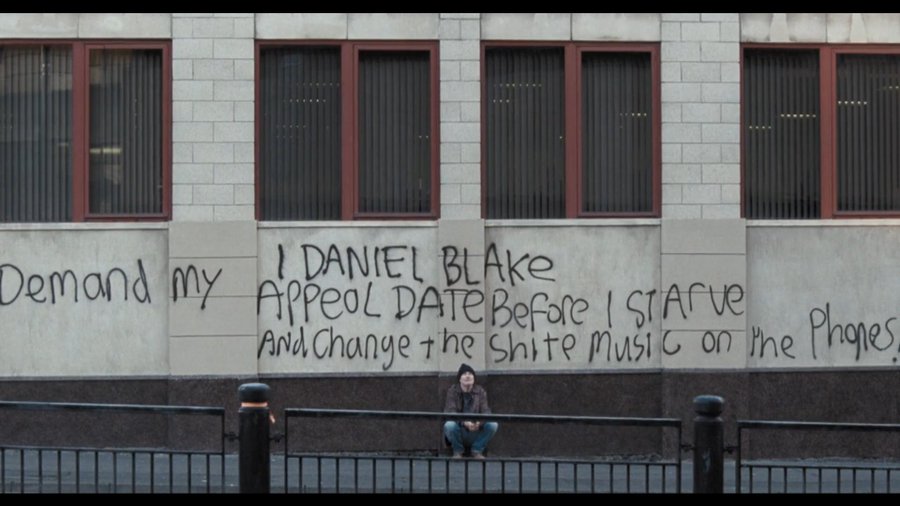 I DANIEL BLAKE
Demand my APPeaL DATE Before I STArve
And Change the shite Music on the Phones!